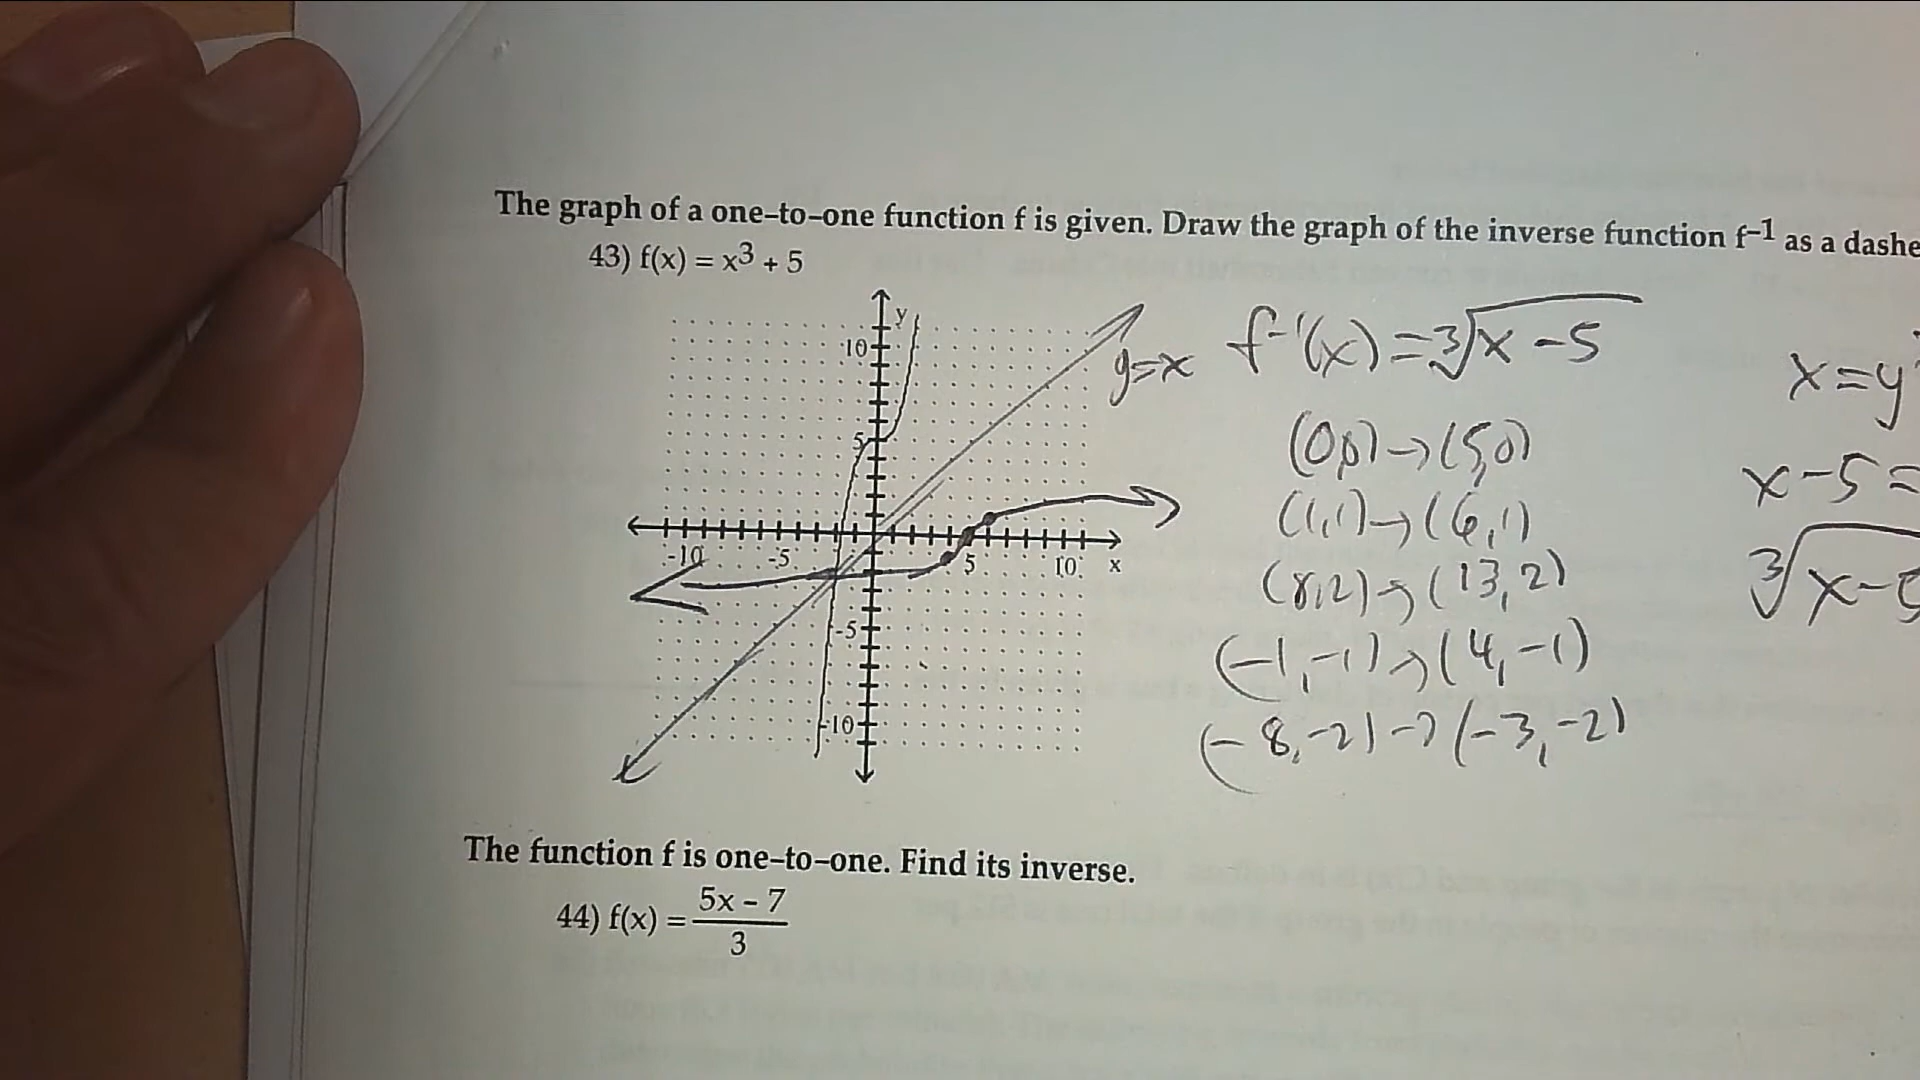 The graph of a one-to-one function f is given. Draw the graph of the inverse function f-1 as a dashe
43) f(x) = x3 + 5
y
10
5
-10 -5 5 10 x
-5
-10
y=x
f-1(x) = 3√x-5
(0,0)→(5,0)
(1,1)→(6,1)
(8,2)→(13,2)
(-1,-1)→(4,-1)
(-8,-2)→(-3,-2)
x=y
x-5=
3√x-5
The function f is one-to-one. Find its inverse.
44) f(x) = 5x - 7
3